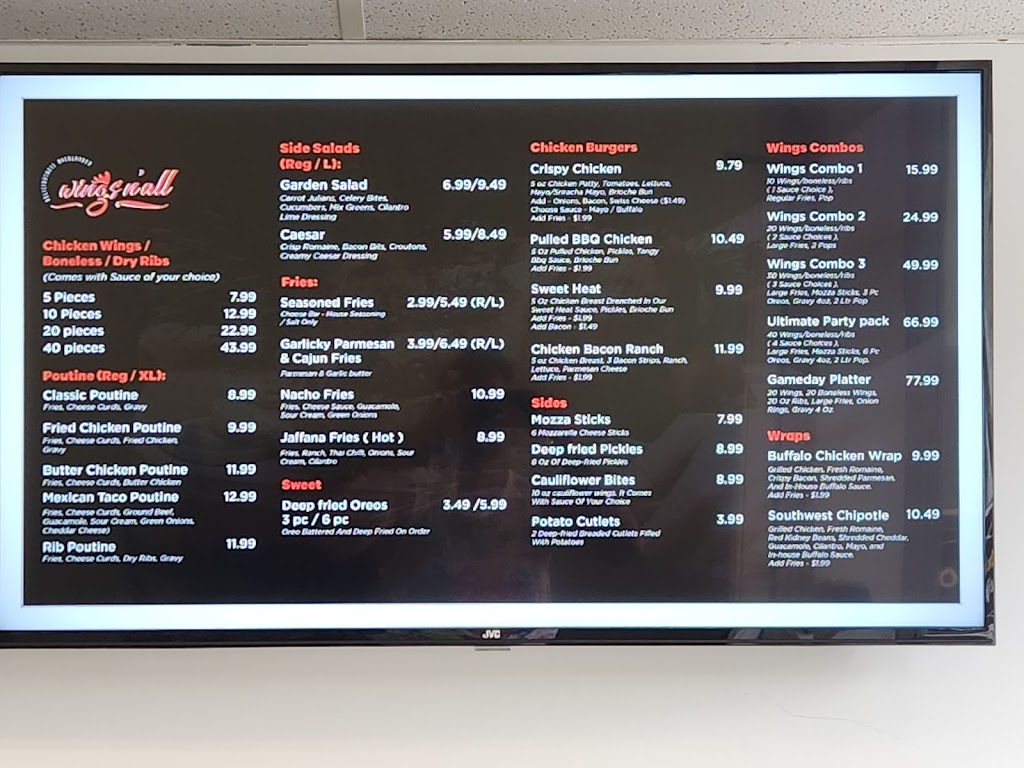 wings n'all
Chicken Wings /
Boneless / Dry Ribs
(Comes with Sauce of your choice)
5 Pieces 7.99
10 Pieces 12.99
20 pieces 22.99
40 pieces 43.99
Poutine (Reg / XL):
Classic Poutine 8.99
Fries, Cheese Curds, Gravy
Fried Chicken Poutine 9.99
Fries, Cheese Curds, Fried Chicken,
Gravy
Butter Chicken Poutine 11.99
Fries, Cheese Curds, Butter Chicken
Mexican Taco Poutine 12.99
Fries, Cheese Curds, Ground Beef,
Guacamole, Sour Cream, Green Onions,
Cheddar Cheese)
Rib Poutine 11.99
Fries, Cheese Curds, Dry Ribs, Gravy
Side Salads
(Reg / L):
Garden Salad 6.99/9.49
Carrot Julians, Celery Bites,
Cucumbers, Mix Greens, Cilantro
Lime Dressing
Caesar 5.99/8.49
Crisp Romaine, Bacon Bits, Croutons,
Creamy Caesar Dressing
Fries:
Seasoned Fries 2.99/5.49 (R/L)
Choose Bar - House Seasoning
/ Salt Only
Garlicky Parmesan 3.99/6.49 (R/L)
& Cajun Fries
Parmesan & Garlic butter
Nacho Fries 10.99
Fries, Cheese Sauce, Guacamole,
Sour Cream, Green Onions
Jaffana Fries ( Hot ) 8.99
Fries, Ranch, Thai Chilli, Onions, Sour
Cream, Cilantro
Sweet
Deep fried Oreos 3.49 /5.99
3 pc / 6 pc
Oreo Battered And Deep Fried On Order
Chicken Burgers
Crispy Chicken 9.79
5 oz Chicken Patty, Tomatoes, Lettuce,
Mayo/Sriracha Mayo, Brioche Bun
Add - Onions, Bacon, Swiss Cheese ($1.49)
Choose Sauce - Mayo / Buffalo
Add Fries - $1.99
Pulled BBQ Chicken 10.49
5 Oz Pulled Chicken, Pickles, Tangy
Bbq Sauce, Brioche Bun
Add Fries - $1.99
Sweet Heat 9.99
5 Oz Chicken Breast Drenched In Our
Sweet Heat Sauce, Pickles, Brioche Bun
Add Fries - $1.99
Add Bacon - $1.49
Chicken Bacon Ranch 11.99
5 oz Chicken Breast, 3 Bacon Strips, Ranch,
Lettuce, Parmesan Cheese
Add Fries - $1.99
Sides
Mozza Sticks 7.99
6 Mozzarella Cheese Sticks
Deep fried Pickles 8.99
8 Oz Of Deep-fried Pickles
Cauliflower Bites 8.99
10 oz cauliflower wings. It Comes
With Sauce Of Your Choice
Potato Cutlets 3.99
2 Deep-fried Breaded Cutlets Filled
With Potatoes
Wings Combos
Wings Combo 1 15.99
10 Wings/boneless/ribs
( 1 Sauce Choice ),
Regular Fries, Pop
Wings Combo 2 24.99
20 Wings/boneless/ribs
( 2 Sauce Choices ),
Large Fries, 2 Pops
Wings Combo 3 49.99
30 Wings/boneless/ribs
( 3 Sauce Choices ),
Large Fries, Mozza Sticks, 3 Pc
Oreos, Gravy 4oz, 2 Ltr Pop
Ultimate Party pack 66.99
40 Wings/boneless/ribs
( 4 Sauce Choices ),
Large Fries, Mozza Sticks, 6 Pc
Oreos, Gravy 4oz, 2 Ltr Pop.
Gameday Platter 77.99
20 Wings, 20 Boneless Wings,
20 Oz Ribs, Large Fries, Onion
Rings, Gravy 4 Oz.
Wraps
Buffalo Chicken Wrap 9.99
Grilled Chicken, Fresh Romaine,
Crispy Bacon, Shredded Parmesan,
And In-House Buffalo Sauce.
Add Fries - $1.99
Southwest Chipotle 10.49
Grilled Chicken, Fresh Romaine,
Red Kidney Beans, Shredded Cheddar,
Guacamole, Cilantro, Mayo, and
In-house Buffalo Sauce.
Add Fries - $1.99
JVC